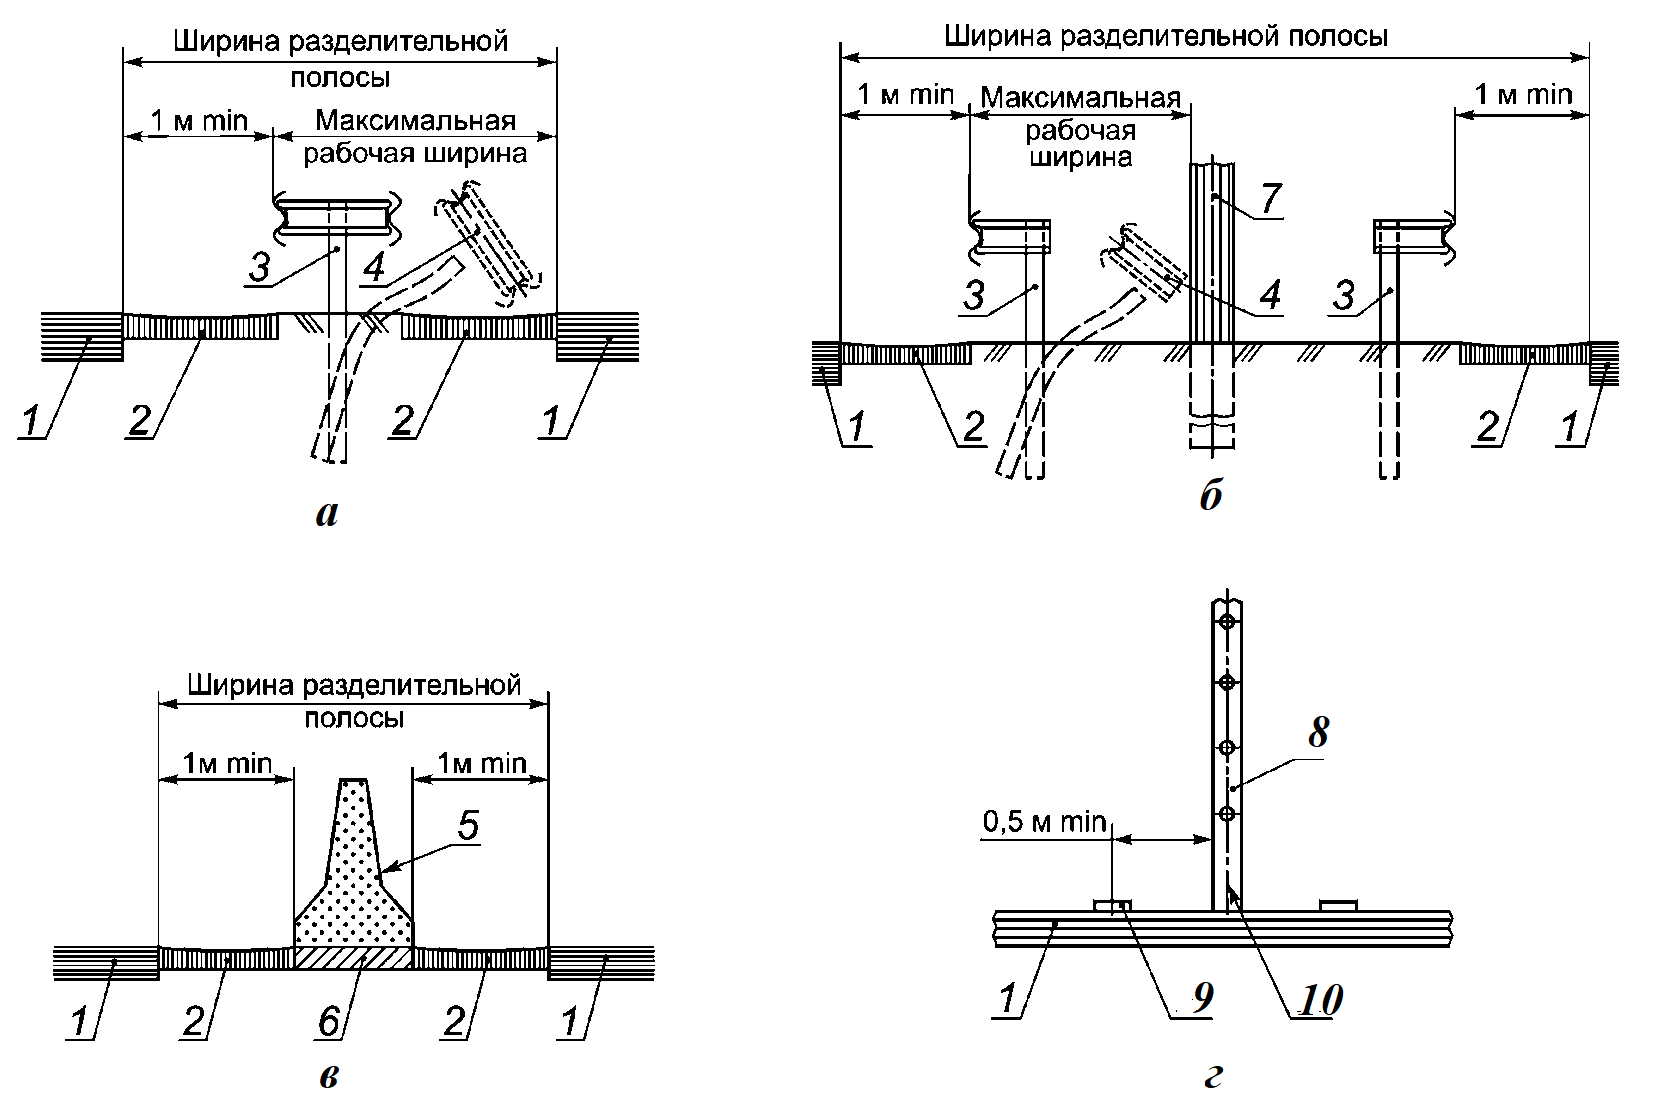 Ширина разделительной
полосы
1 м min
Максимальная
рабочая ширина
3
4
1
2
2
1
а
Ширина разделительной полосы
1 м min
Максимальная
рабочая
ширина
1 м min
7
3
4
3
1
2
2
1
б
Ширина разделительной
полосы
1м min
1м min
5
1
2
6
2
1
в
8
0,5 м min
1
9
10
г